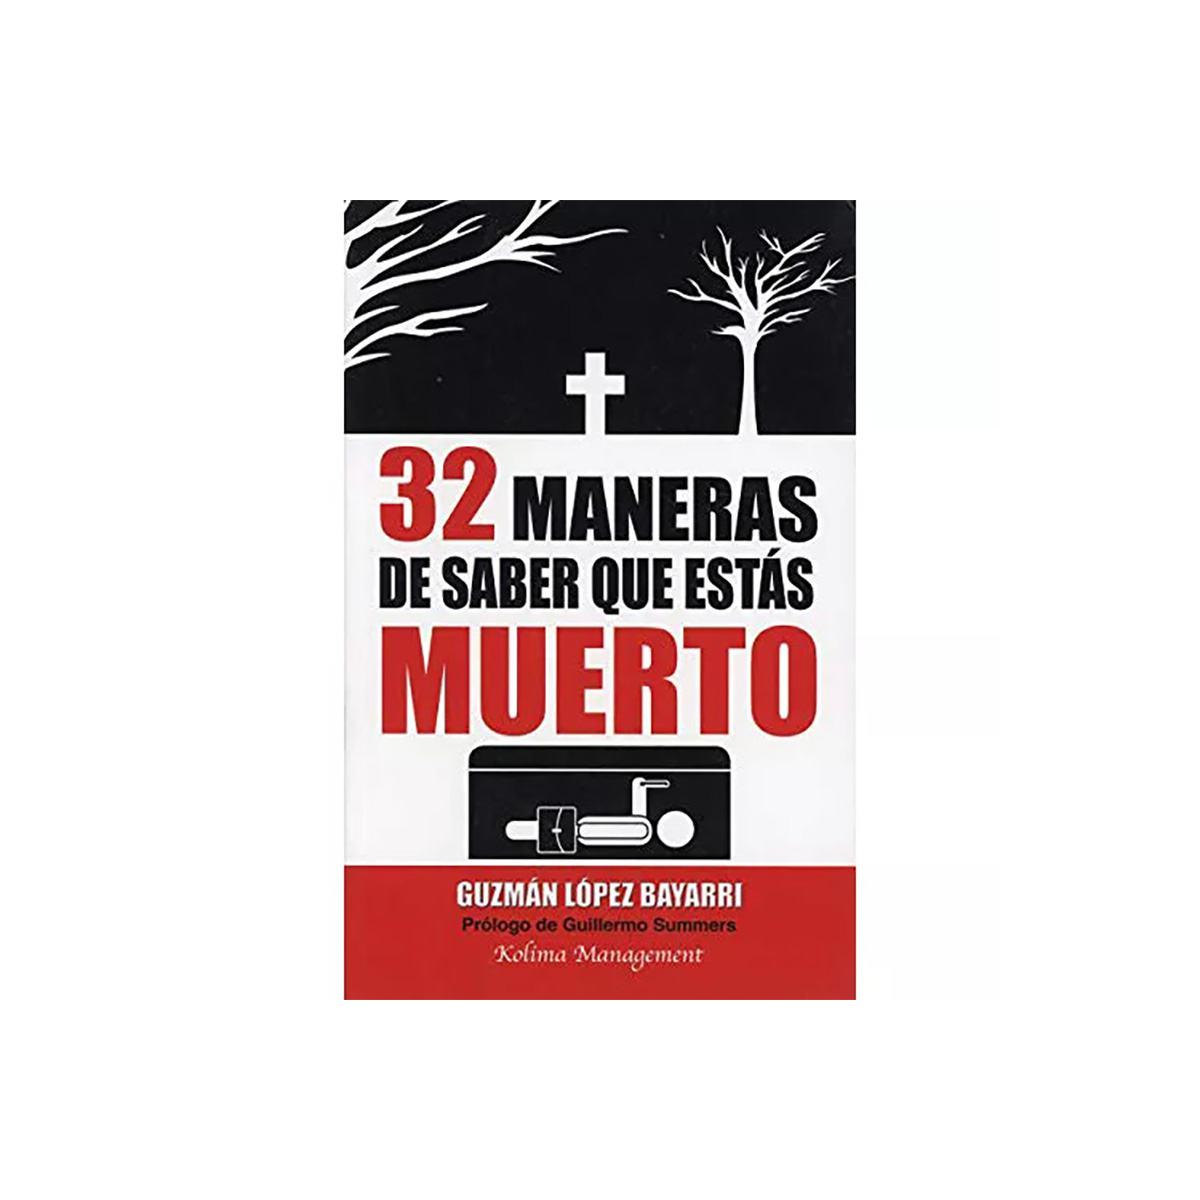 32 MANERAS
DE SABER QUE ESTÁS
MUERTO
GUZMÁN LÓPEZ BAYARRI
Prólogo de Guillermo Summers
Kolima Management